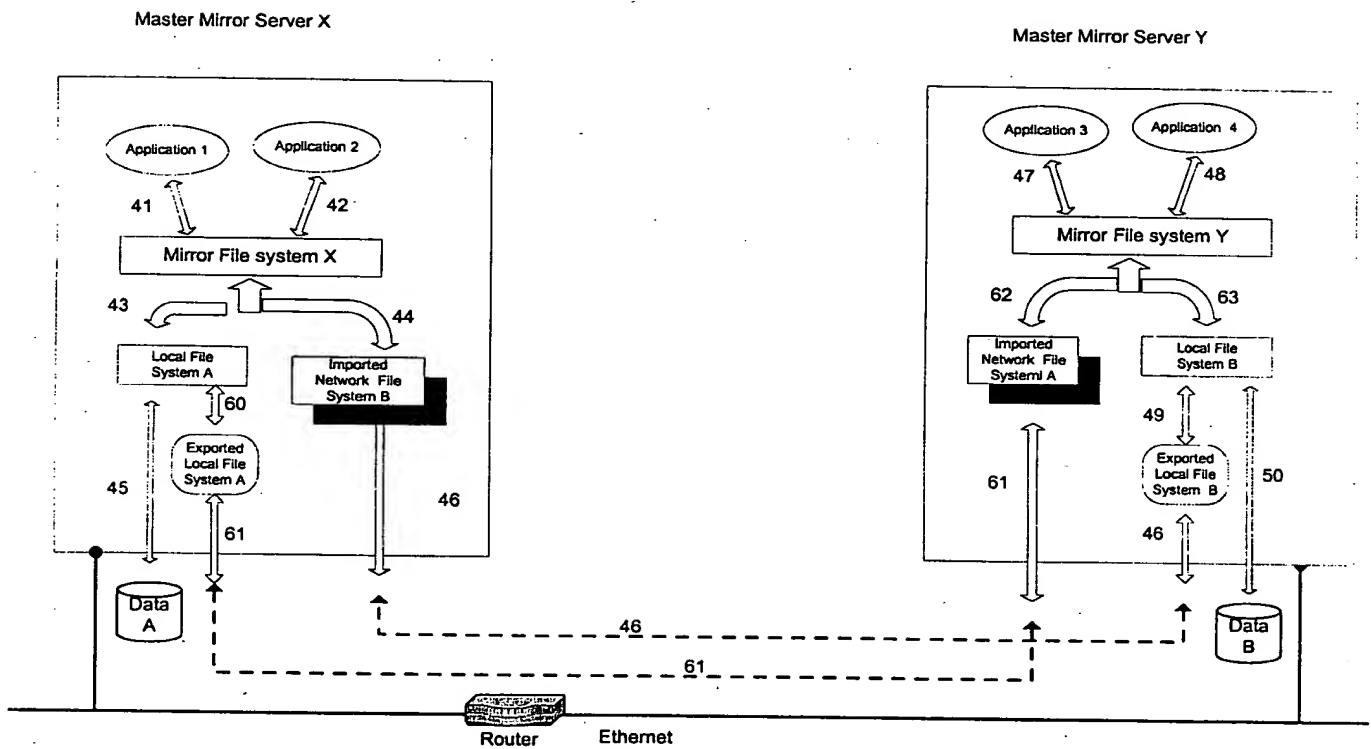 Master Mirror Server X
Master Mirror Server Y
Application 1
Application 2
41
42
Mirror File system X
43
44
Local File
System A
Imported
Network File
System B
60
Exported
Local File
System A
45
61
46
Data
A
Application 3
Application 4
47
48
Mirror File system Y
62
63
Imported
Network File
Systeml A
Local File
System B
49
Exported
Local File
System B
50
61
46
Data
B
46
61
Router
Ethernet